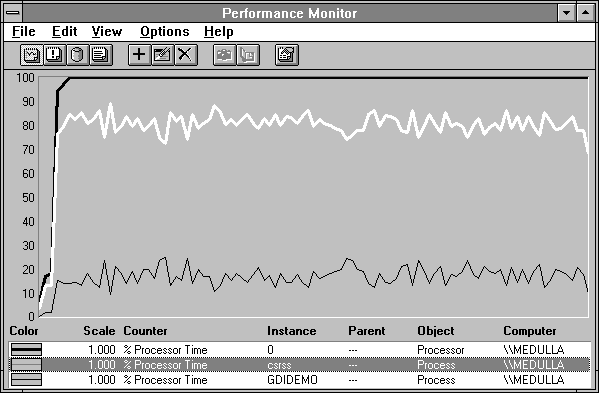 Performance Monitor
File Edit View Options Help
100
90
80
70
60
50
40
30
20
10
0
Color Scale Counter Instance Parent Object Computer
1.000 % Processor Time 0 --- Processor \\MEDULLA
1.000 % Processor Time csrss --- Process \\MEDULLA
1.000 % Processor Time GDIDEMO --- Process \\MEDULLA